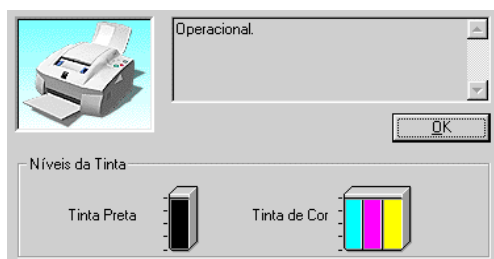 Operacional.
OK
Níveis da Tinta
Tinta Preta
Tinta de Cor